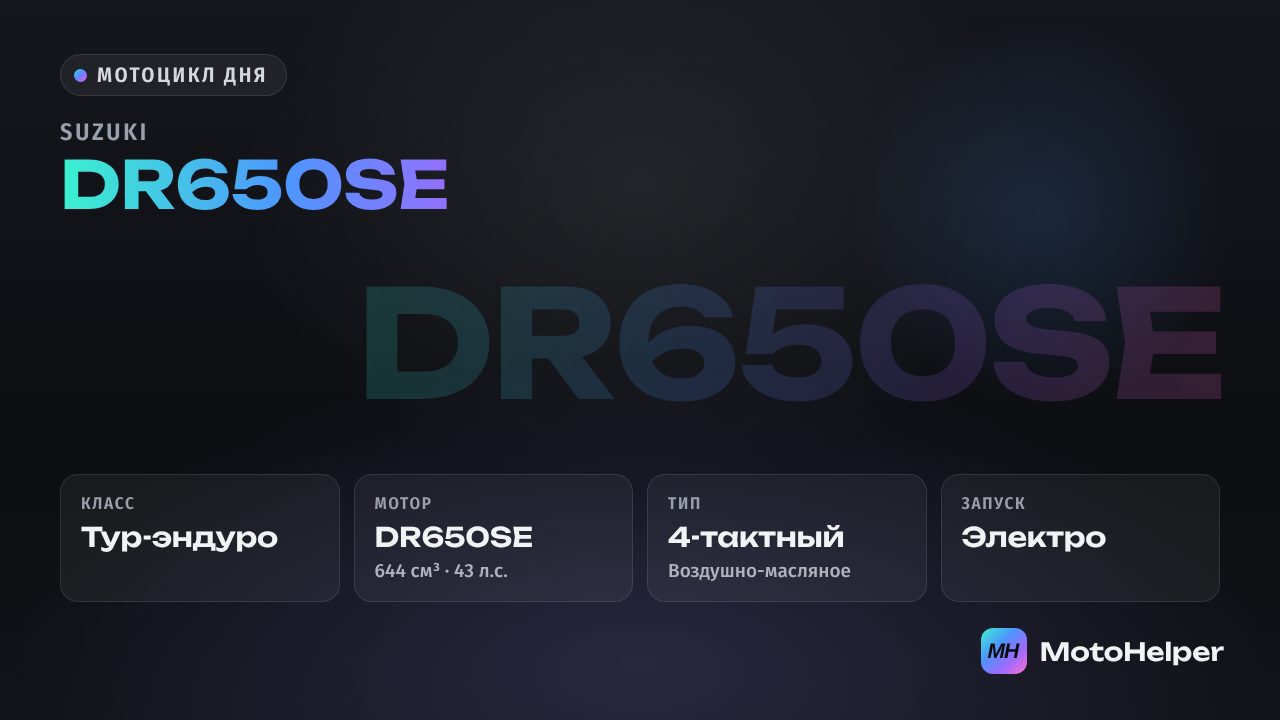 МОТОЦИКЛ ДНЯ
SUZUKI
DR650SE
DR650SE
КЛАСС
Тур-эндуро
МОТОР
DR650SE
644 см³ · 43 л.с.
ТИП
4-тактный
Воздушно-масляное
ЗАПУСК
Электро
MH MotoHelper